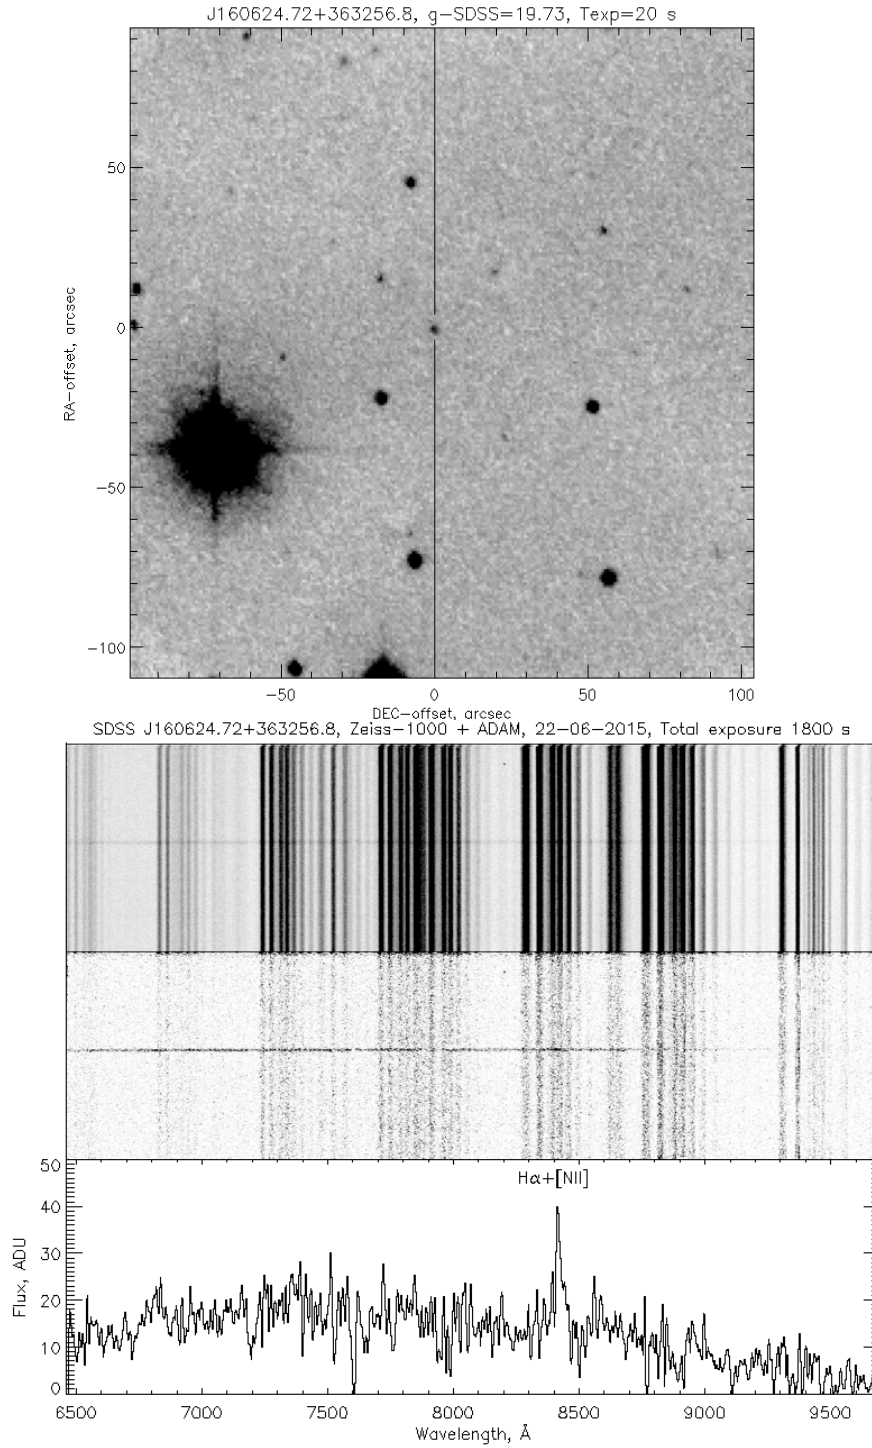 J160624.72+363256.8, g-SDSS=19.73, Texp=20 s
50
0
-50
-100
RA-offset, arcsec
-50 0 50 100
DEC-offset, arcsec
SDSS J160624.72+363256.8, Zeiss-1000 + ADAM, 22-06-2015, Total exposure 1800 s
Hα+[NII]
50
40
30
20
10
0
Flux, ADU
6500 7000 7500 8000 8500 9000 9500
Wavelength, Å